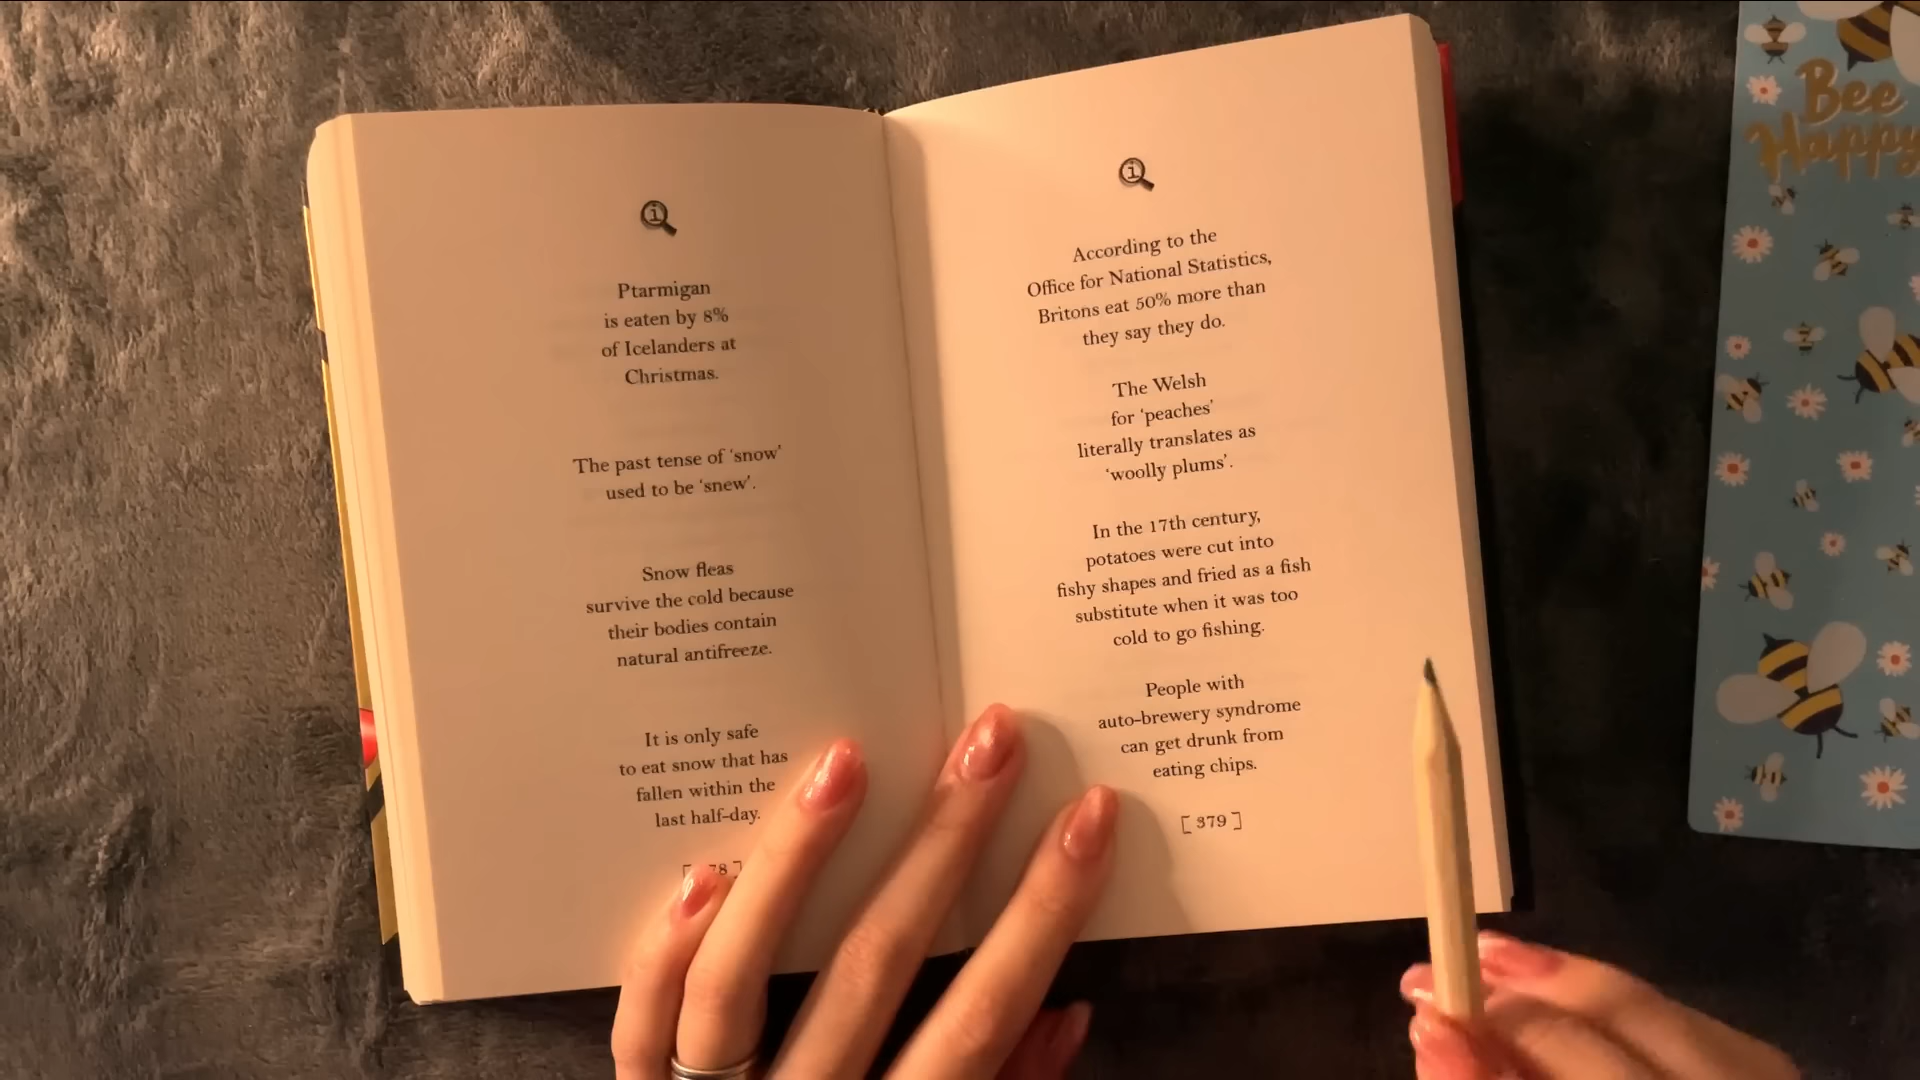 Ptarmigan
is eaten by 8%
of Icelanders at
Christmas.
The past tense of ‘snow’
used to be ‘snew’.
Snow fleas
survive the cold because
their bodies contain
natural antifreeze.
It is only safe
to eat snow that has
fallen within the
last half-day.
According to the
Office for National Statistics,
Britons eat 50% more than
they say they do.
The Welsh
for ‘peaches’
literally translates as
‘woolly plums’.
In the 17th century,
potatoes were cut into
fishy shapes and fried as a fish
substitute when it was too
cold to go fishing.
People with
auto-brewery syndrome
can get drunk from
eating chips.
[ 379 ]
Bee
Happy